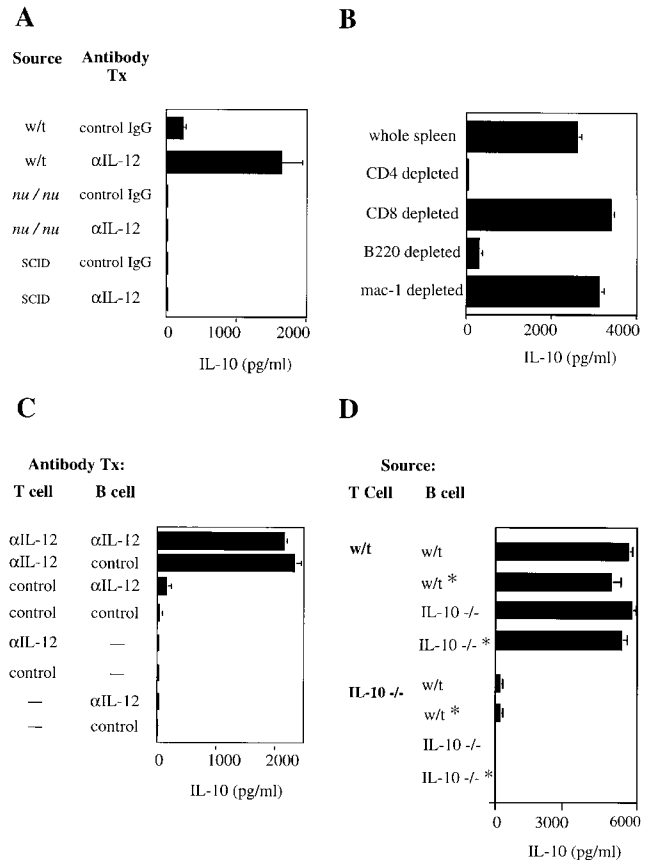 A
Source Antibody Tx
w/t control IgG
w/t αIL-12
nu / nu control IgG
nu / nu αIL-12
SCID control IgG
SCID αIL-12
0 1000 2000
IL-10 (pg/ml)
B
whole spleen
CD4 depleted
CD8 depleted
B220 depleted
mac-1 depleted
0 2000 4000
IL-10 (pg/ml)
C
Antibody Tx:
T cell B cell
αIL-12 αIL-12
αIL-12 control
control αIL-12
control control
αIL-12 —
control —
— αIL-12
— control
0 1000 2000
IL-10 (pg/ml)
D
Source:
T Cell B cell
w/t w/t
w/t *
IL-10 -/-
IL-10 -/- *
IL-10 -/- w/t
w/t *
IL-10 -/-
IL-10 -/- *
0 3000 6000
IL-10 (pg/ml)